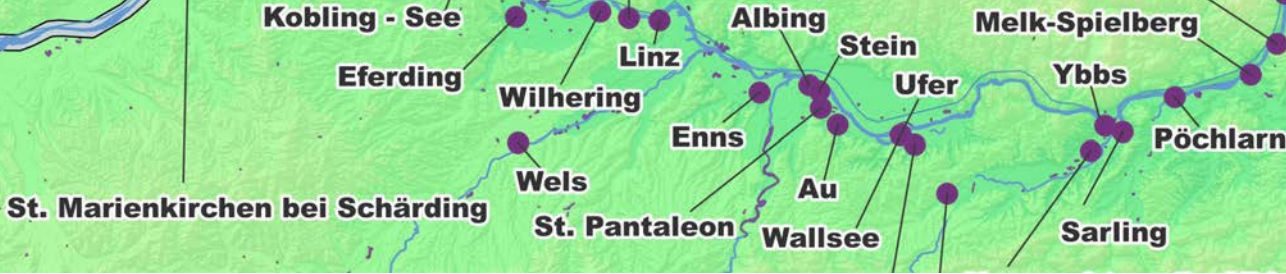 Kobling - See
Albing
Melk-Spielberg
Stein
Linz
Eferding
Ufer
Ybbs
Wilhering
Enns
Pöchlarn
Wels
Au
St. Marienkirchen bei Schärding
St. Pantaleon
Wallsee
Sarling